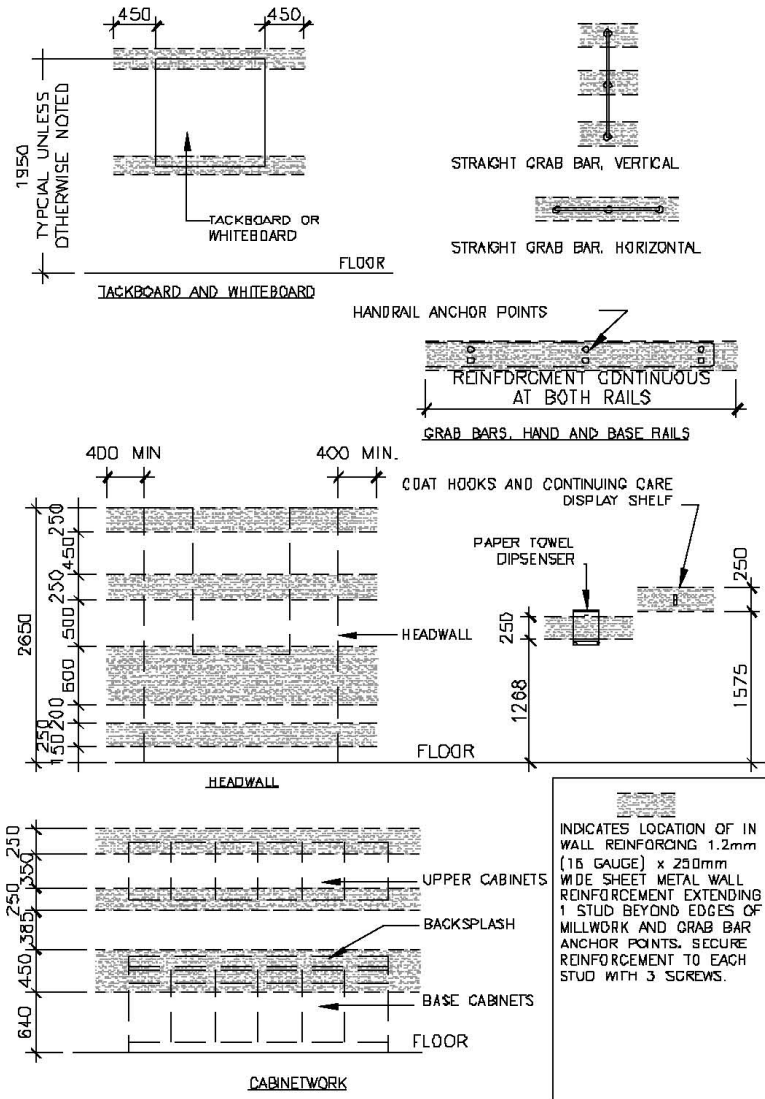 450
450
1950
TYPCIAL UNLESS
OTHERWISE NOTED
TACKBOARD OR
WHITEBOARD
FLOOR
TACKBOARD AND WHITEBOARD
STRAIGHT GRAB BAR, VERTICAL
STRAIGHT GRAB BAR, HORIZONTAL
HANDRAIL ANCHOR POINTS
REINFORCMENT CONTINUOUS
AT BOTH RAILS
GRAB BARS, HAND AND BASE RAILS
400 MIN
400 MIN.
2650
250
450
250
500
600
200
250
150
HEADWALL
FLOOR
HEADWALL
COAT HOOKS AND CONTINUING CARE
DISPLAY SHELF
PAPER TOWEL
DIPSENSER
250
1268
250
1575
250
350
250
385
450
640
UPPER CABINETS
BACKSPLASH
BASE CABINETS
FLOOR
CABINETWORK
INDICATES LOCATION OF IN
WALL REINFORCING 1.2mm
(16 GAUGE) x 250mm
WIDE SHEET METAL WALL
REINFORCEMENT EXTENDING
1 STUD BEYOND EDGES OF
MILLWORK AND GRAB BAR
ANCHOR POINTS. SECURE
REINFORCEMENT TO EACH
STUD WITH 3 SCREWS.